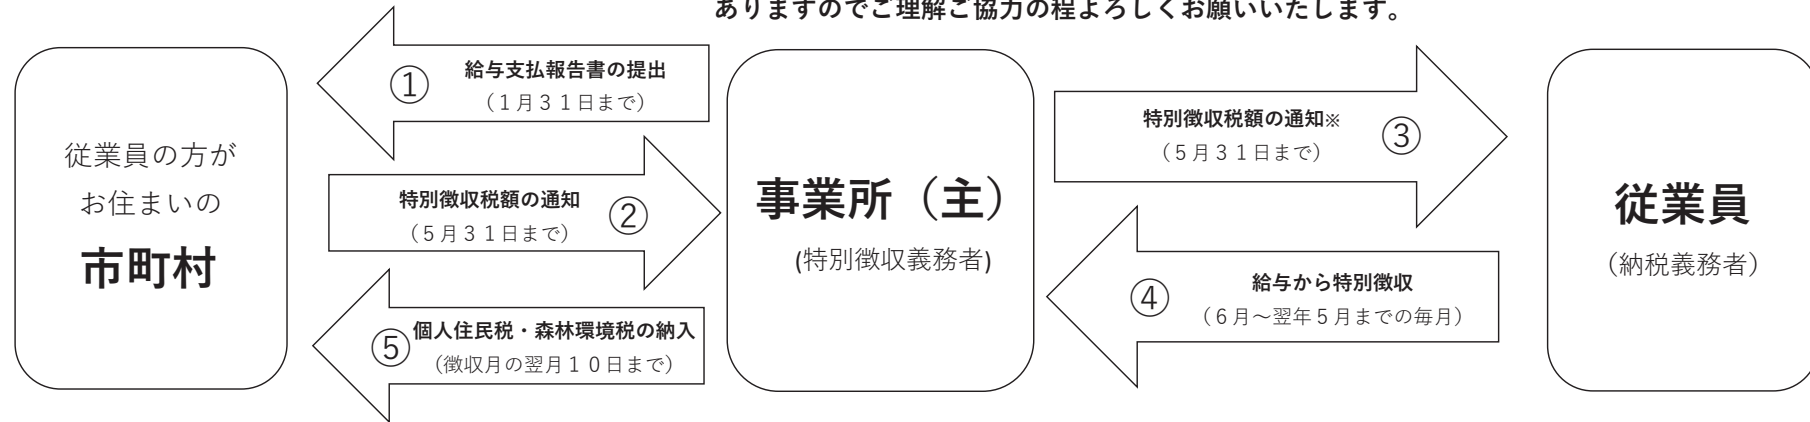 ありますのでご理解ご協力の程よろしくお願いいたします。
従業員の方が
お住まいの
市町村
①
給与支払報告書の提出
（１月３１日まで）
特別徴収税額の通知
（５月３１日まで）
②
⑤
個人住民税・森林環境税の納入
（徴収月の翌月１０日まで）
事業所（主）
(特別徴収義務者)
特別徴収税額の通知※
（５月３１日まで）
③
④
給与から特別徴収
（６月～翌年５月までの毎月）
従業員
（納税義務者）